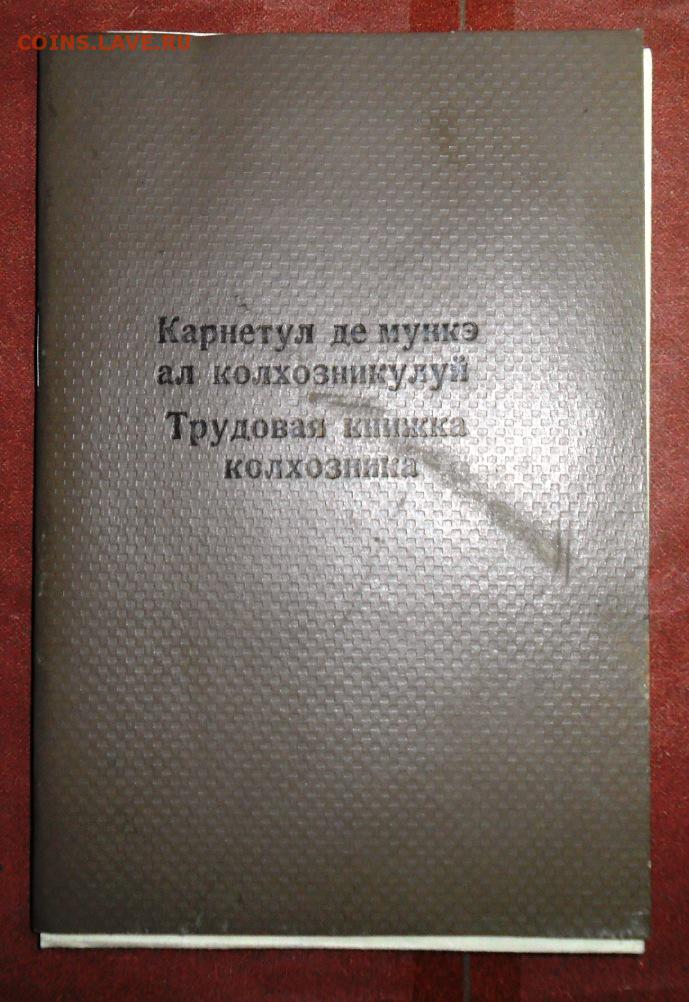 COINS.LAVE.RU
Карнетул де мункэ
ал колхозникулуй
Трудовая книжка
колхозника